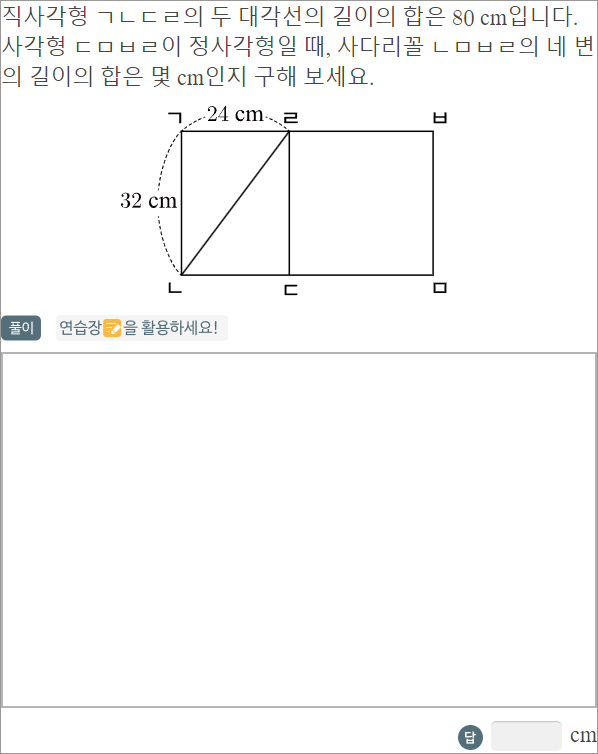 직사각형 ㄱㄴㄷㄹ의 두 대각선의 길이의 합은 80 cm입니다.
사각형 ㄷㅁㅂㄹ이 정사각형일 때, 사다리꼴 ㄴㅁㅂㄹ의 네 변
의 길이의 합은 몇 cm인지 구해 보세요.
ㄱ 24 cm ㄹ ㅂ
32 cm
ㄴ ㄷ ㅁ
풀이 연습장을 활용하세요!
답 cm